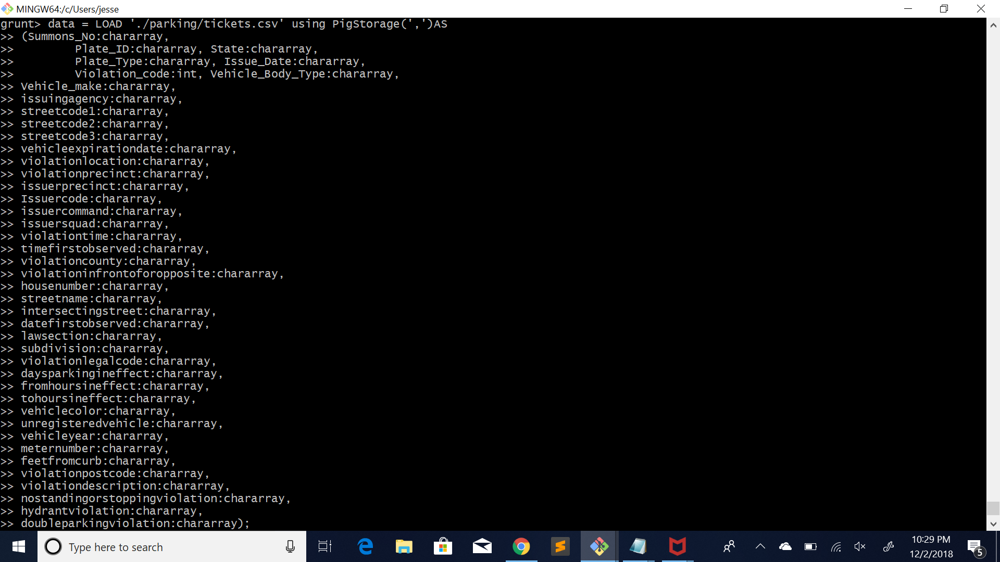 MINGW64:/c/Users/jesse
grunt> data = LOAD './parking/tickets.csv' using PigStorage(',')AS
>> (Summons_No:chararray,
>>         Plate_ID:chararray, State:chararray,
>>         Plate_Type:chararray, Issue_Date:chararray,
>>         Violation_code:int, Vehicle_Body_Type:chararray,
>> Vehicle_make:chararray,
>> issuingagency:chararray,
>> streetcode1:chararray,
>> streetcode2:chararray,
>> streetcode3:chararray,
>> vehicleexpirationdate:chararray,
>> violationlocation:chararray,
>> violationprecinct:chararray,
>> issuerprecinct:chararray,
>> Issuercode:chararray,
>> issuercommand:chararray,
>> issuersquad:chararray,
>> violationtime:chararray,
>> timefirstobserved:chararray,
>> violationcounty:chararray,
>> violationinfrontoforopposite:chararray,
>> housenumber:chararray,
>> streetname:chararray,
>> intersectingstreet:chararray,
>> datefirstobserved:chararray,
>> lawsection:chararray,
>> subdivision:chararray,
>> violationlegalcode:chararray,
>> daysparkingineffect:chararray,
>> fromhoursineffect:chararray,
>> tohoursineffect:chararray,
>> vehiclecolor:chararray,
>> unregisteredvehicle:chararray,
>> vehicleyear:chararray,
>> meternumber:chararray,
>> feetfromcurb:chararray,
>> violationpostcode:chararray,
>> violationdescription:chararray,
>> nostandingorstoppingviolation:chararray,
>> hydrantviolation:chararray,
>> doubleparkingviolation:chararray);
Type here to search
10:29 PM
12/2/2018
5